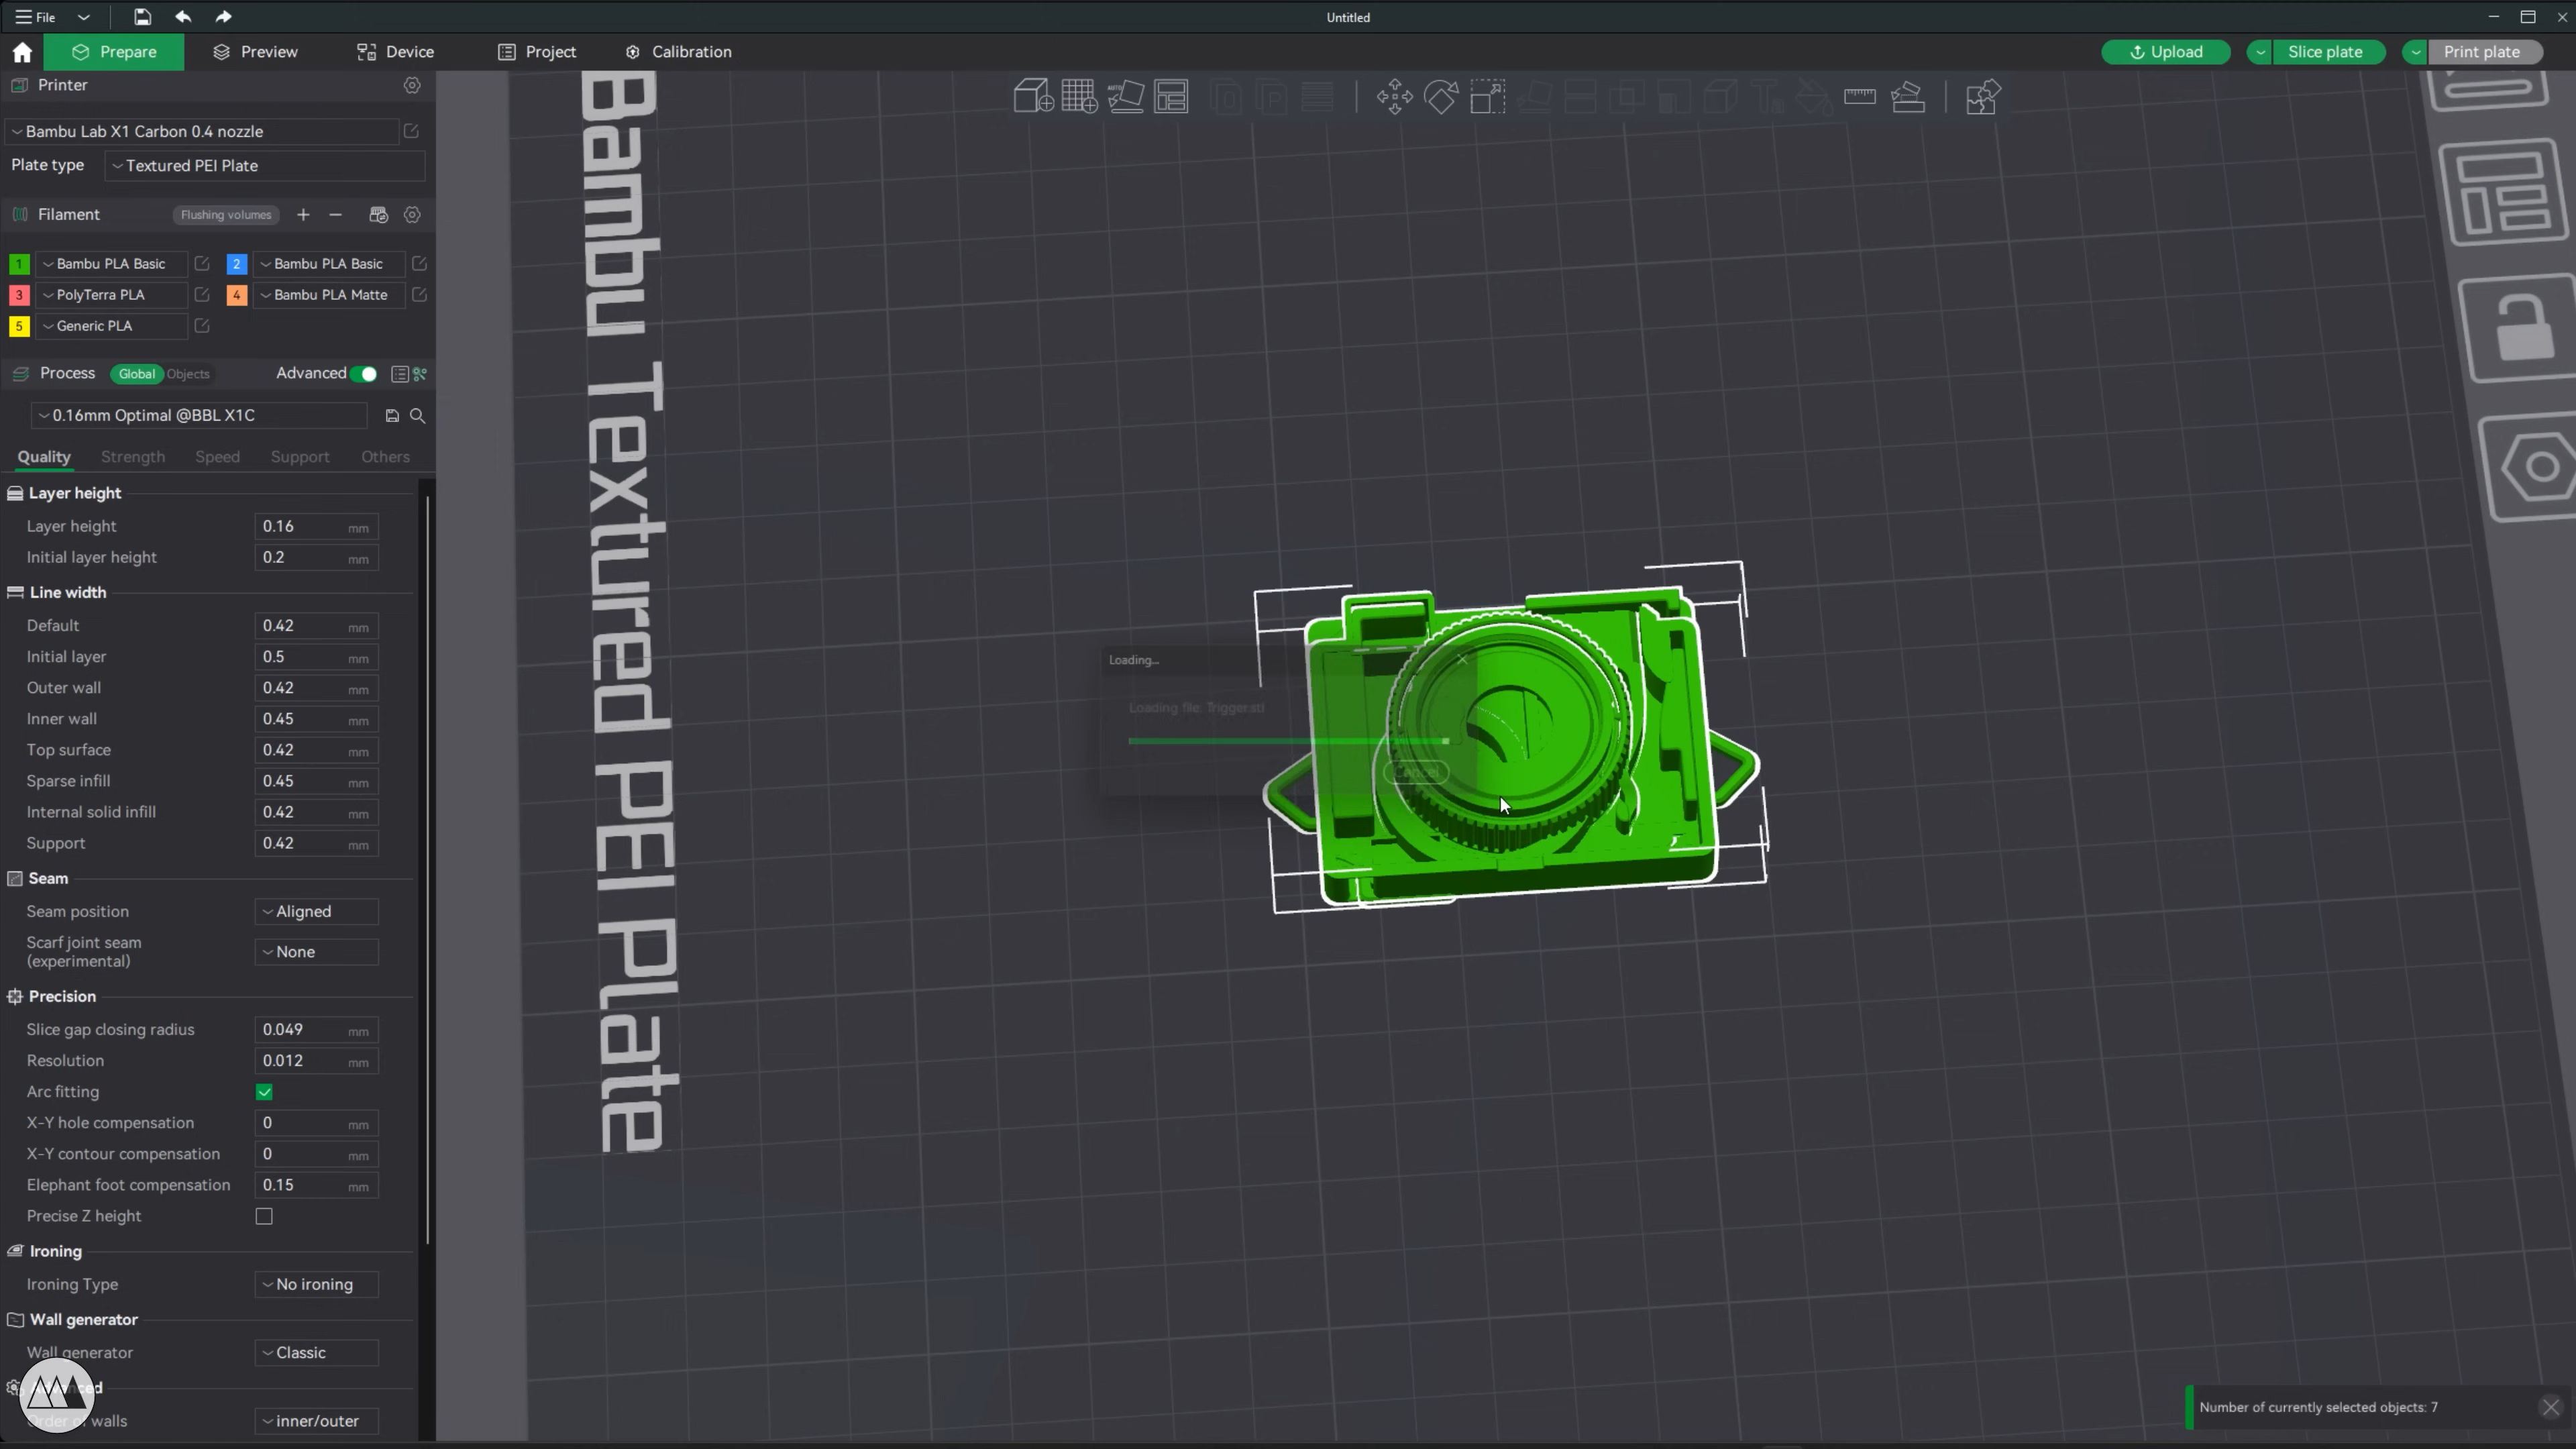 File
Untitled
Prepare Preview Device Project Calibration Upload Slice plate Print plate
Printer
Bambu Lab X1 Carbon 0.4 nozzle
Plate type Textured PEI Plate
Filament Flushing volumes
1 Bambu PLA Basic 2 Bambu PLA Basic
3 PolyTerra PLA 4 Bambu PLA Matte
5 Generic PLA
Process Global Objects Advanced
0.16mm Optimal @BBL X1C
Quality Strength Speed Support Others
Layer height
Layer height 0.16 mm
Initial layer height 0.2 mm
Line width
Default 0.42 mm
Initial layer 0.5 mm
Outer wall 0.42 mm
Inner wall 0.45 mm
Top surface 0.42 mm
Sparse infill 0.45 mm
Internal solid infill 0.42 mm
Support 0.42 mm
Seam
Seam position Aligned
Scarf joint seam
(experimental) None
Precision
Slice gap closing radius 0.049 mm
Resolution 0.012 mm
Arc fitting
X-Y hole compensation 0 mm
X-Y contour compensation 0 mm
Elephant foot compensation 0.15 mm
Precise Z height
Ironing
Ironing Type No ironing
Wall generator
Wall generator Classic
Advanced
Order of walls inner/outer
Bambu Textured PEI Plate
AUTO
Loading...
Loading file: Trigger.stl
Cancel
Number of currently selected objects: 7